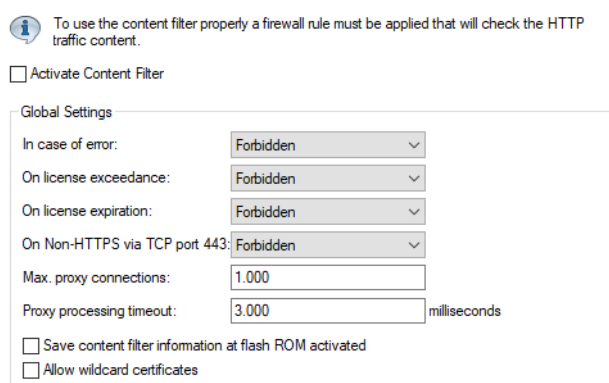 To use the content filter properly a firewall rule must be applied that will check the HTTP
traffic content.
Activate Content Filter
Global Settings
In case of error: Forbidden
On license exceedance: Forbidden
On license expiration: Forbidden
On Non-HTTPS via TCP port 443: Forbidden
Max. proxy connections: 1.000
Proxy processing timeout: 3.000 milliseconds
Save content filter information at flash ROM activated
Allow wildcard certificates